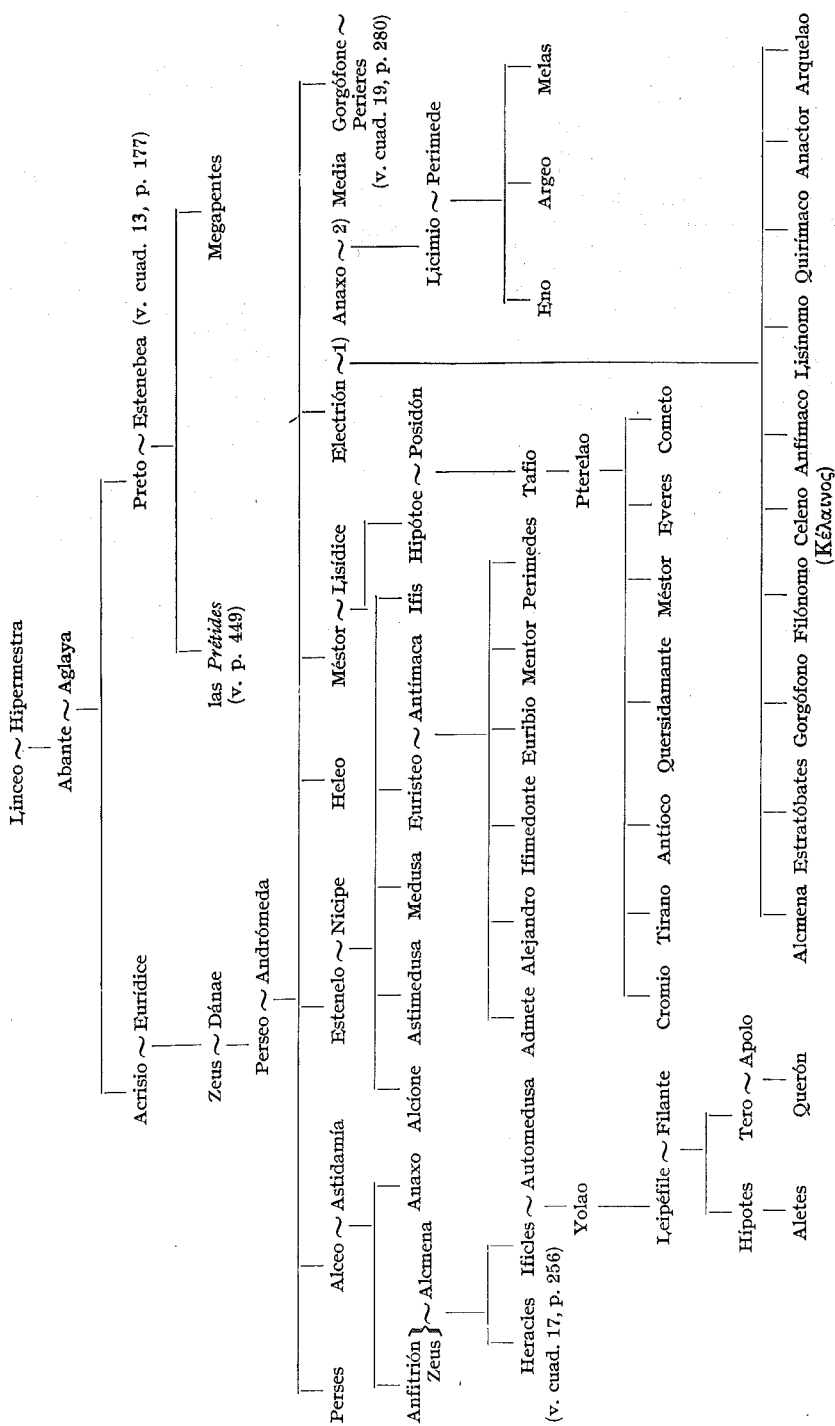 Linceo ~ Hipermestra
Abante ~ Aglaya
Acrisio ~ Eurídice Preto ~ Estenebea (v. cuad. 13, p. 177)
Zeus ~ Dánae las Prétides Megapentes
(v. p. 449)
Perseo ~ Andrómeda
Perses Alceo ~ Astidamía Estenelo ~ Nicipe Heleo Méstor ~ Lisídice Electrión ~ 1) Anaxo ~ 2) Media Gorgófone ~
Perieres
(v. cuad. 19, p. 280)
Anfitrión } ~ Alcmena Anaxo Alcíone Astimedusa Medusa Euristeo ~ Antímaca Ifis Hipótoe ~ Posidón Licimio ~ Perimede
Zeus
Heracles Ificles ~ Automedusa Admete Alejandro Ifimedonte Euribio Mentor Perimedes Tafio Eno Argeo Melas
(v. cuad. 17, p. 256)
Yolao Pterelao
Leipéfile ~ Filante Cromio Tirano Antíoco Quersidamante Méstor Everes Cometo
Hípotes Tero ~ Apolo
Aletes Querón
Alcmena Estratóbates Gorgófono Filónomo Celeno Anfímaco Lisínomo Quirímaco Anactor Arquelao
(Κέλαινος)